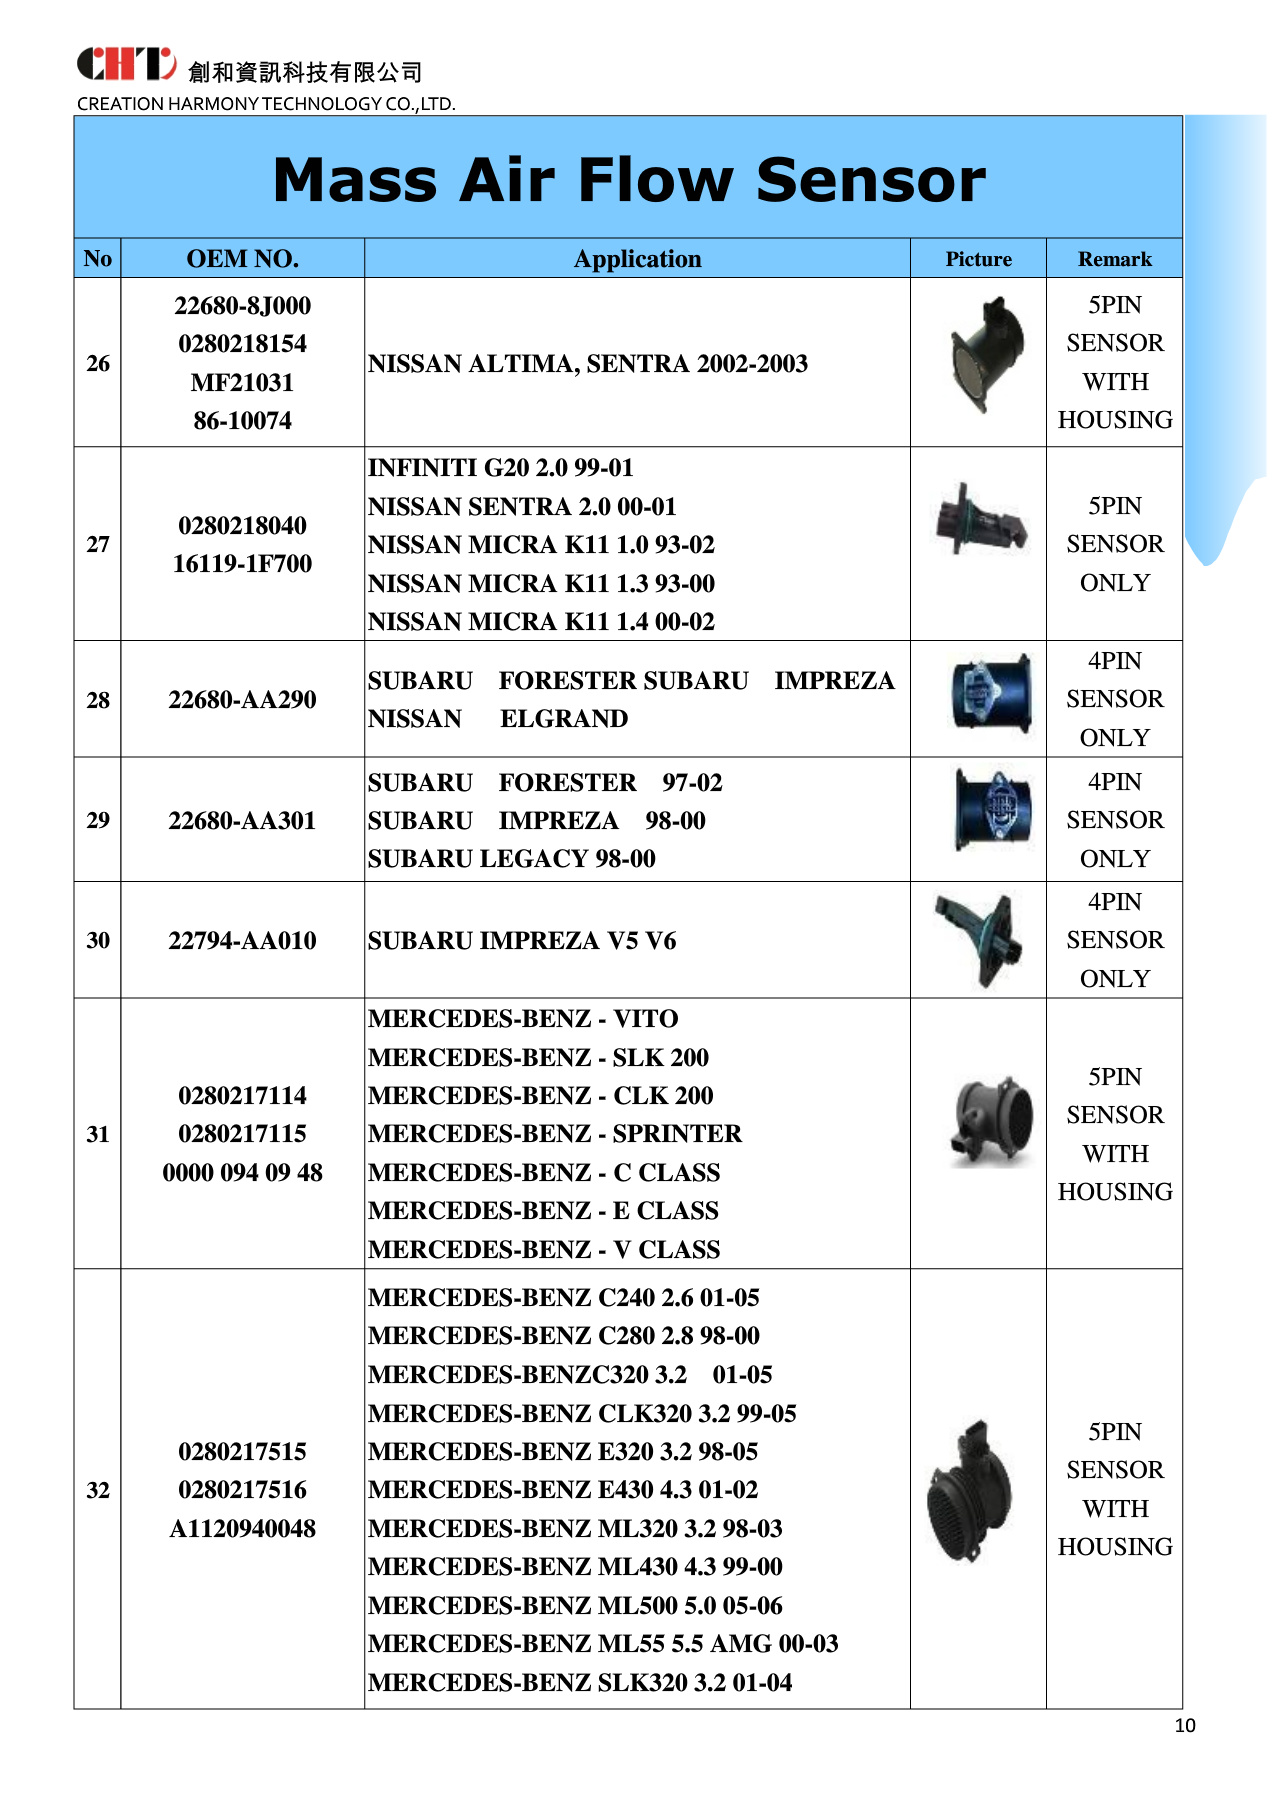 CHT 創和資訊科技有限公司
CREATION HARMONY TECHNOLOGY CO.,LTD.
Mass Air Flow Sensor
No OEM NO. Application Picture Remark
26
22680-8J000
0280218154
MF21031
86-10074
NISSAN ALTIMA, SENTRA 2002-2003
5PIN
SENSOR
WITH
HOUSING
27
0280218040
16119-1F700
INFINITI G20 2.0 99-01
NISSAN SENTRA 2.0 00-01
NISSAN MICRA K11 1.0 93-02
NISSAN MICRA K11 1.3 93-00
NISSAN MICRA K11 1.4 00-02
5PIN
SENSOR
ONLY
28
22680-AA290
SUBARU FORESTER SUBARU IMPREZA
NISSAN ELGRAND
4PIN
SENSOR
ONLY
29
22680-AA301
SUBARU FORESTER 97-02
SUBARU IMPREZA 98-00
SUBARU LEGACY 98-00
4PIN
SENSOR
ONLY
30
22794-AA010
SUBARU IMPREZA V5 V6
4PIN
SENSOR
ONLY
31
0280217114
0280217115
0000 094 09 48
MERCEDES-BENZ - VITO
MERCEDES-BENZ - SLK 200
MERCEDES-BENZ - CLK 200
MERCEDES-BENZ - SPRINTER
MERCEDES-BENZ - C CLASS
MERCEDES-BENZ - E CLASS
MERCEDES-BENZ - V CLASS
5PIN
SENSOR
WITH
HOUSING
32
0280217515
0280217516
A1120940048
MERCEDES-BENZ C240 2.6 01-05
MERCEDES-BENZ C280 2.8 98-00
MERCEDES-BENZC320 3.2 01-05
MERCEDES-BENZ CLK320 3.2 99-05
MERCEDES-BENZ E320 3.2 98-05
MERCEDES-BENZ E430 4.3 01-02
MERCEDES-BENZ ML320 3.2 98-03
MERCEDES-BENZ ML430 4.3 99-00
MERCEDES-BENZ ML500 5.0 05-06
MERCEDES-BENZ ML55 5.5 AMG 00-03
MERCEDES-BENZ SLK320 3.2 01-04
5PIN
SENSOR
WITH
HOUSING
10